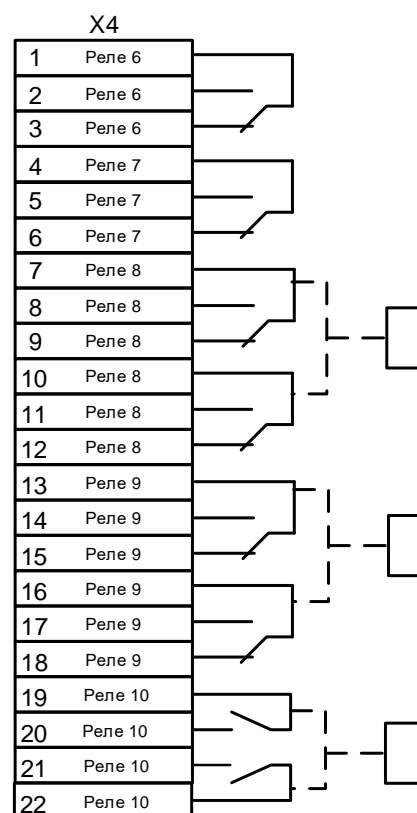 X4
1 Реле 6
2 Реле 6
3 Реле 6
4 Реле 7
5 Реле 7
6 Реле 7
7 Реле 8
8 Реле 8
9 Реле 8
10 Реле 8
11 Реле 8
12 Реле 8
13 Реле 9
14 Реле 9
15 Реле 9
16 Реле 9
17 Реле 9
18 Реле 9
19 Реле 10
20 Реле 10
21 Реле 10
22 Реле 10